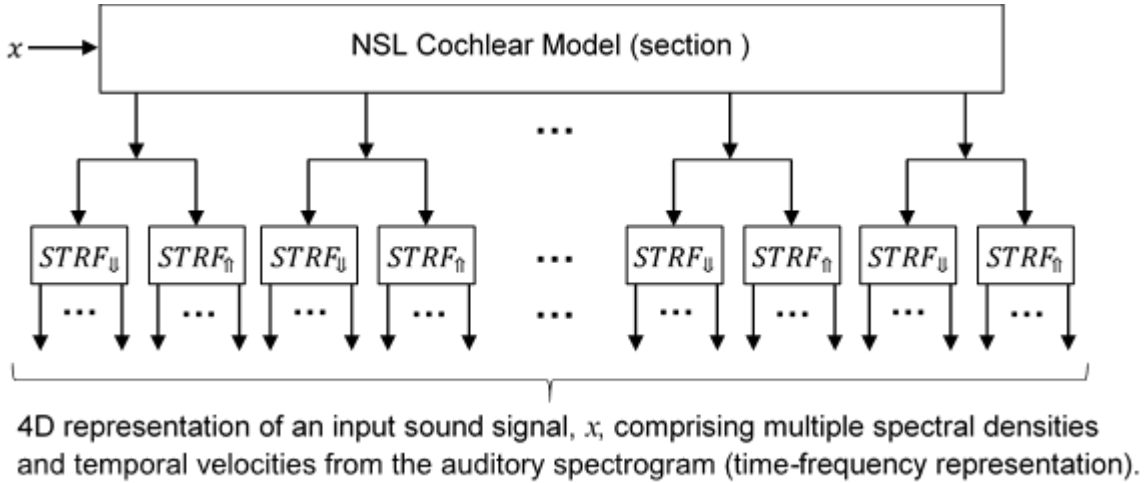 NSL Cochlear Model (section )
x
...
STRF⇓ STRF⇑ STRF⇓ STRF⇑ ... STRF⇓ STRF⇑ STRF⇓ STRF⇑
... ... ... ... ... ... ... ... ...
4D representation of an input sound signal, x, comprising multiple spectral densities
and temporal velocities from the auditory spectrogram (time-frequency representation).